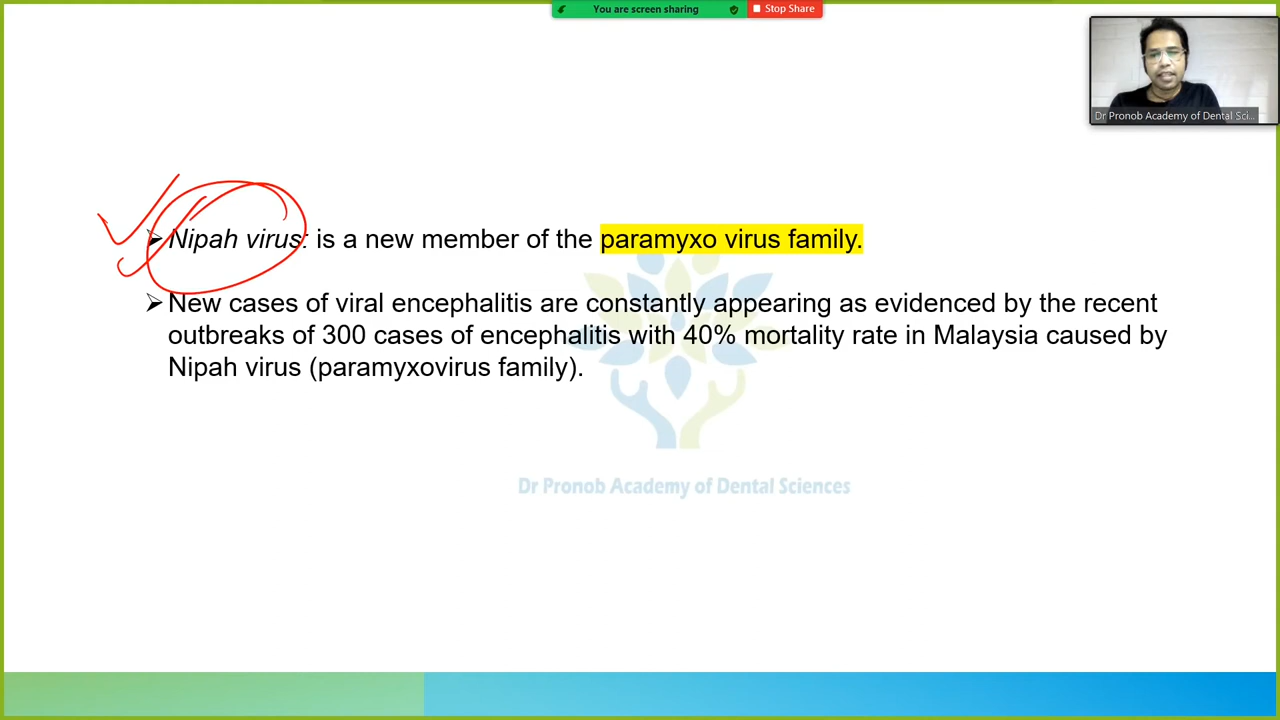 You are screen sharing
Stop Share
Dr Pronob Academy of Dental Sci...
Nipah virus: is a new member of the paramyxo virus family.
New cases of viral encephalitis are constantly appearing as evidenced by the recent
outbreaks of 300 cases of encephalitis with 40% mortality rate in Malaysia caused by
Nipah virus (paramyxovirus family).
Dr Pronob Academy of Dental Sciences